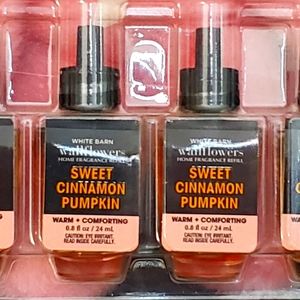 WHITE BARN
wallflowers
HOME FRAGRANCE REFILL
SWEET
CINNAMON
PUMPKIN
WARM + COMFORTING
0.8 fl oz / 24 mL
CAUTION: EYE IRRITANT.
READ INSIDE CAREFULLY.
WHITE BARN
wallflowers
HOME FRAGRANCE REFILL
SWEET
CINNAMON
PUMPKIN
WARM + COMFORTING
0.8 fl oz / 24 mL
CAUTION: EYE IRRITANT.
READ INSIDE CAREFULLY.